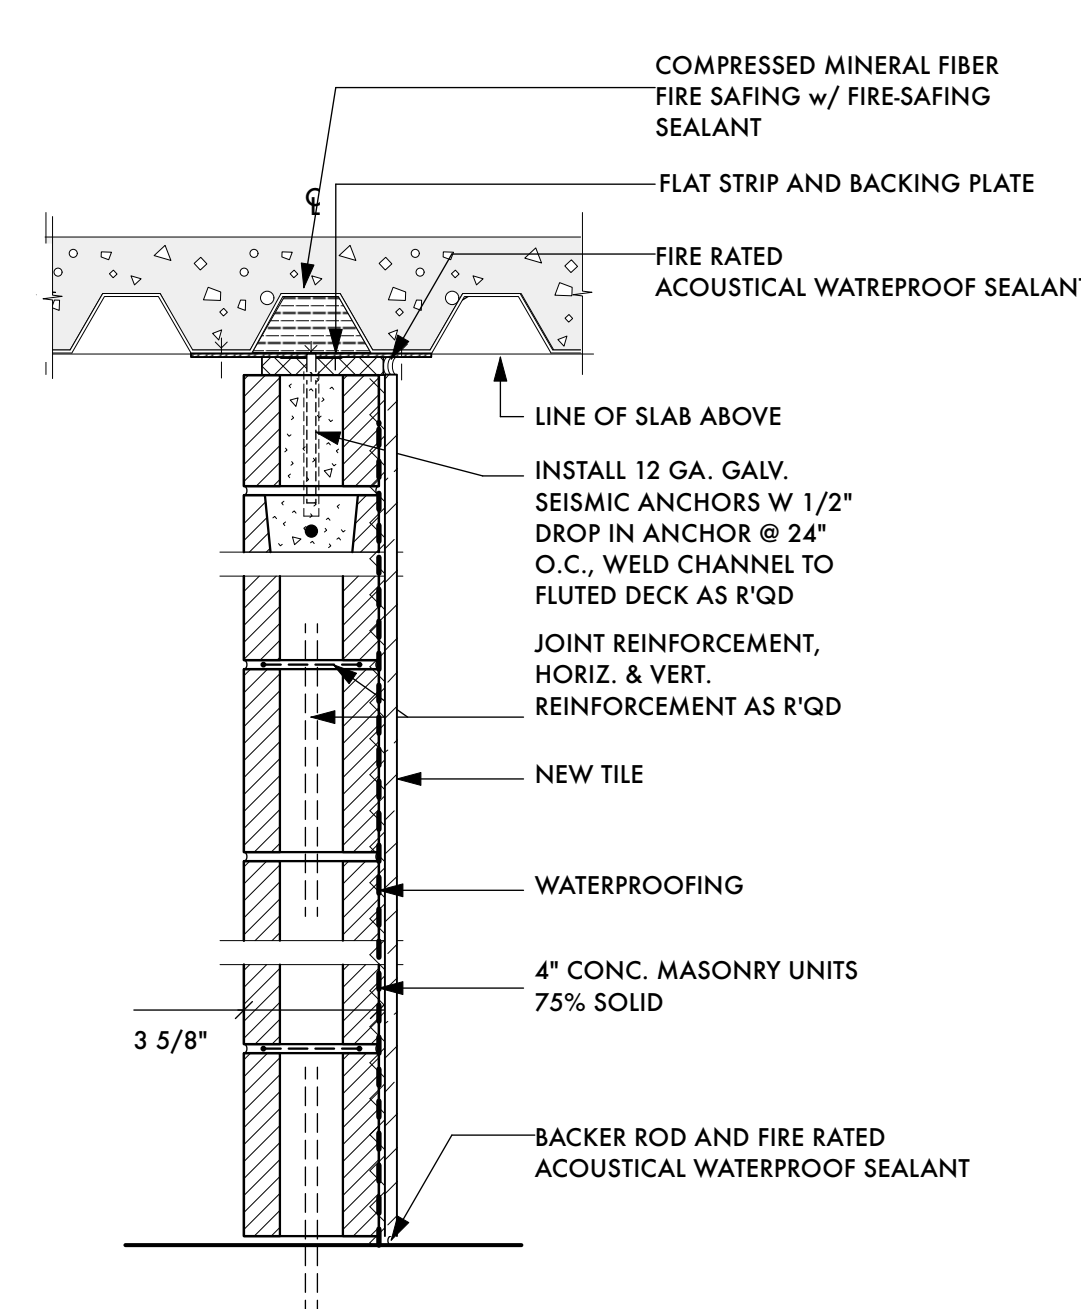 COMPRESSED MINERAL FIBER
FIRE SAFING w/ FIRE-SAFING
SEALANT
FLAT STRIP AND BACKING PLATE
℄
FIRE RATED
ACOUSTICAL WATREPROOF SEALANT
LINE OF SLAB ABOVE
INSTALL 12 GA. GALV.
SEISMIC ANCHORS W 1/2"
DROP IN ANCHOR @ 24"
O.C., WELD CHANNEL TO
FLUTED DECK AS R'QD
JOINT REINFORCEMENT,
HORIZ. & VERT.
REINFORCEMENT AS R'QD
NEW TILE
WATERPROOFING
4" CONC. MASONRY UNITS
75% SOLID
3 5/8"
BACKER ROD AND FIRE RATED
ACOUSTICAL WATERPROOF SEALANT